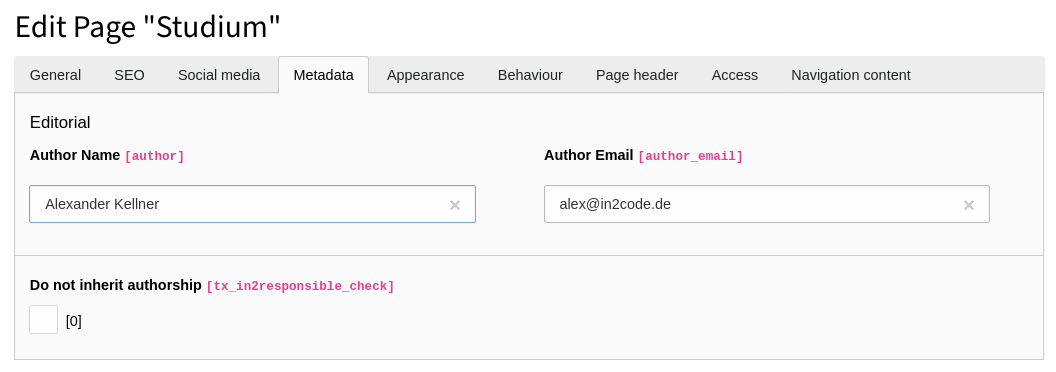 Edit Page "Studium"
General SEO Social media Metadata Appearance Behaviour Page header Access Navigation content
Editorial
Author Name [author] Author Email [author_email]
Alexander Kellner × alex@in2code.de ×
Do not inherit authorship [tx_in2responsible_check]
[0]